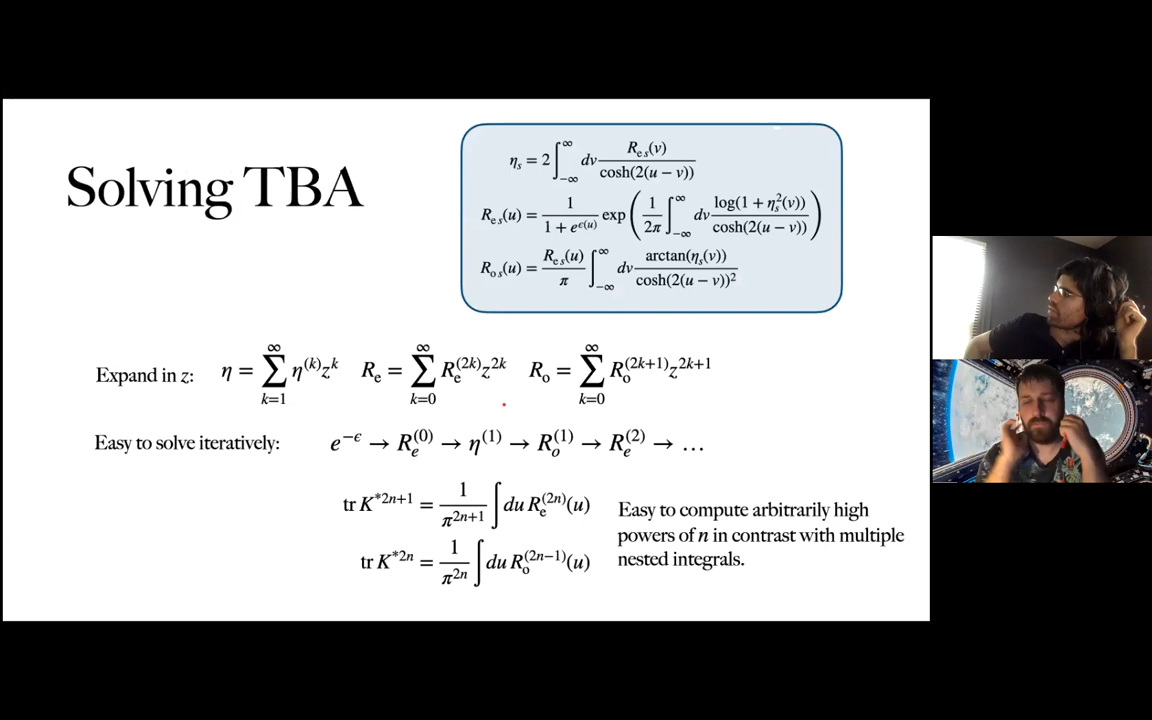 Solving TBA
η_s = 2 ∫_{-∞}^{∞} dv R_{e s}(v) / cosh(2(u − v))
R_{e s}(u) = 1 / (1 + e^{ϵ(u)}) exp( 1/(2π) ∫_{-∞}^{∞} dv log(1 + η_s^2(v)) / cosh(2(u − v)) )
R_{o s}(u) = R_{e s}(u) / π ∫_{-∞}^{∞} dv arctan(η_s(v)) / cosh(2(u − v))^2
Expand in z: η = ∑_{k=1}^{∞} η^{(k)} z^k R_e = ∑_{k=0}^{∞} R_e^{(2k)} z^{2k} R_o = ∑_{k=0}^{∞} R_o^{(2k+1)} z^{2k+1}
Easy to solve iteratively: e^{−ϵ} → R_e^{(0)} → η^{(1)} → R_o^{(1)} → R_e^{(2)} → …
tr K^{*2n+1} = 1/π^{2n+1} ∫ du R_e^{(2n)}(u)
tr K^{*2n} = 1/π^{2n} ∫ du R_o^{(2n−1)}(u)
Easy to compute arbitrarily high
powers of n in contrast with multiple
nested integrals.